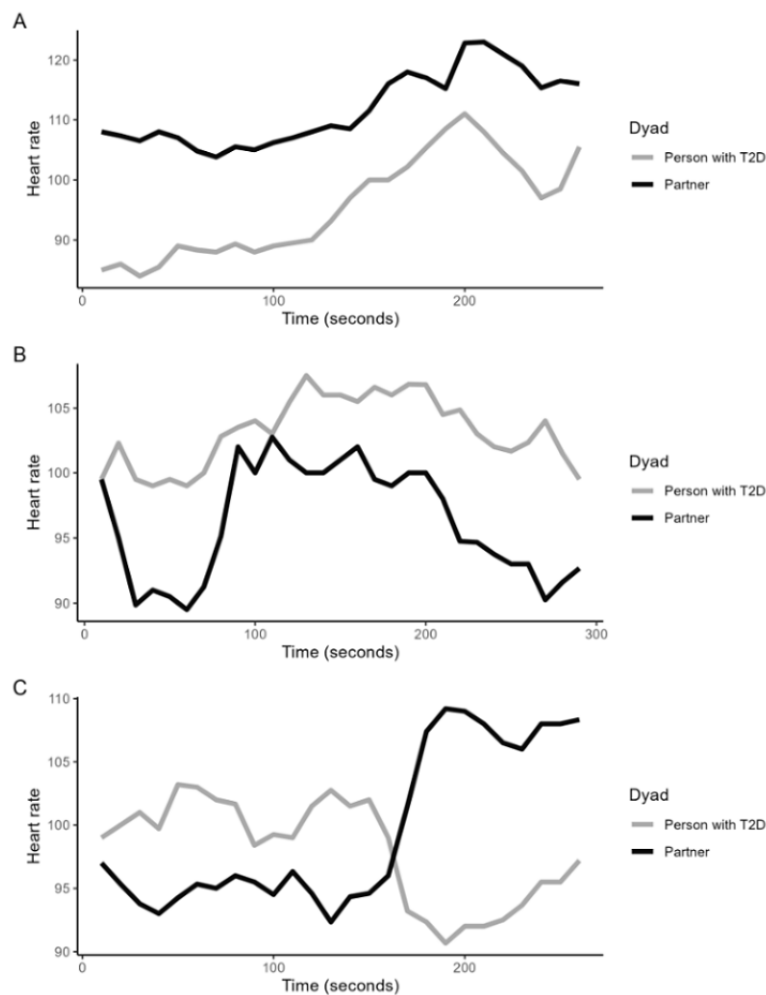 A
120
110
100
90
Heart rate
0
100
200
Time (seconds)
Dyad
Person with T2D
Partner
B
105
100
95
90
Heart rate
0
100
200
300
Time (seconds)
Dyad
Person with T2D
Partner
C
110
105
100
95
90
Heart rate
0
100
200
Time (seconds)
Dyad
Person with T2D
Partner